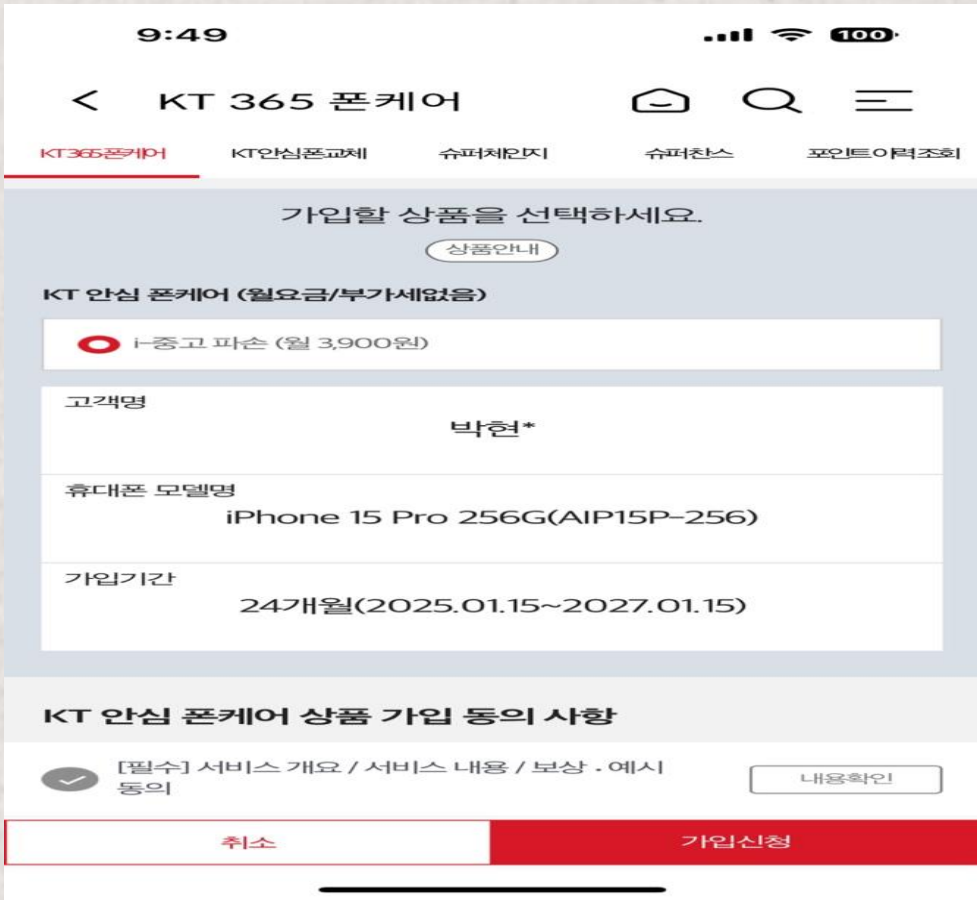 9:49
100
KT 365 폰케어
KT365폰케어 KT안심폰교체 슈퍼체인지 슈퍼찬스 포인트이력조회
가입할 상품을 선택하세요.
상품안내
KT 안심 폰케어 (월요금/부가세없음)
i-중고 파손 (월 3,900원)
고객명
박현*
휴대폰 모델명
iPhone 15 Pro 256G(AIP15P-256)
가입기간
24개월(2025.01.15~2027.01.15)
KT 안심 폰케어 상품 가입 동의 사항
[필수] 서비스 개요 / 서비스 내용 / 보상 . 예시
동의
내용확인
취소 가입신청